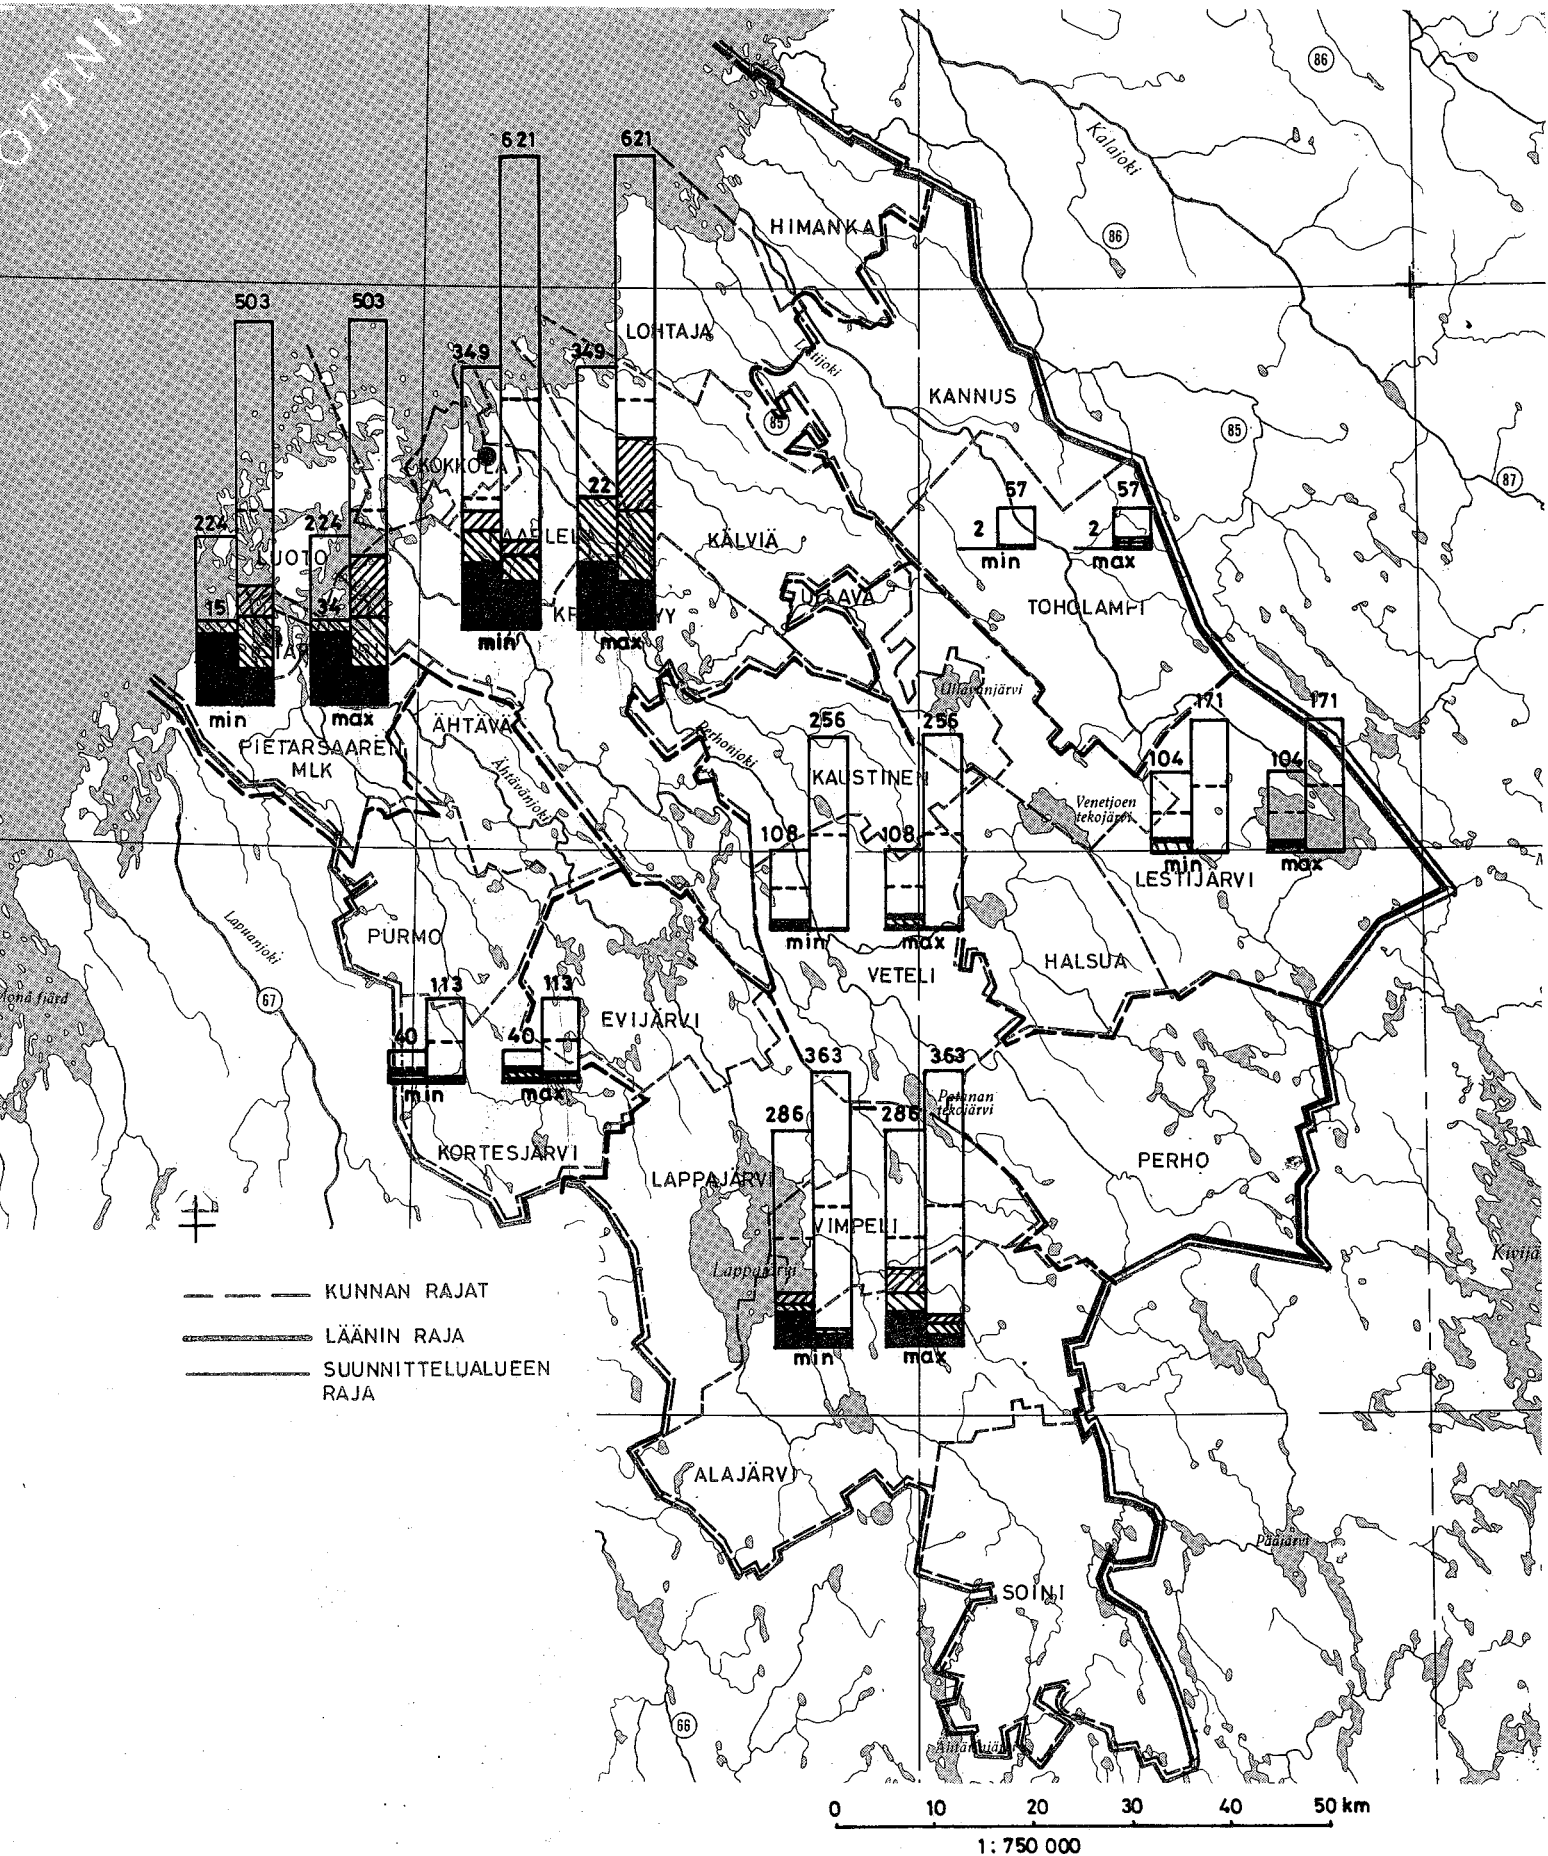 OTTNIS
86
Kalajoki
621
621
86
HIMANKA
503
503
LOHTAJA
349
349
KANNUS
85
85
KOKKOLA
87
22
57
57
224
224
KÄLVIÄ
2
2
LUOTO
min
max
ULLAVA
15
34
TOHOLAMPI
min
max
Ullavanjärvi
171
171
min
max
ÄHTÄVÄ
256
256
Perhonjoki
PIETARSAAREN
MLK
104
104
KAUSTINEN
Ähtävänjoki
Venetjoen
tekojärvi
108
108
min
max
LESTIJÄRVI
Lapuanjoki
PURMO
min
max
HALSUA
VETELI
67
113
113
EVIJÄRVI
40
40
363
363
min
max
Patanan
tekojärvi
286
286
KORTESJÄRVI
PERHO
LAPPAJÄRVI
VIMPELI
Lappajärvi
KUNNAN RAJAT
LÄÄNIN RAJA
min
max
SUUNNITTELUALUEEN
RAJA
ALAJÄRVI
Pääjärvi
SOINI
66
0 10 20 30 40 50 km
1:750 000